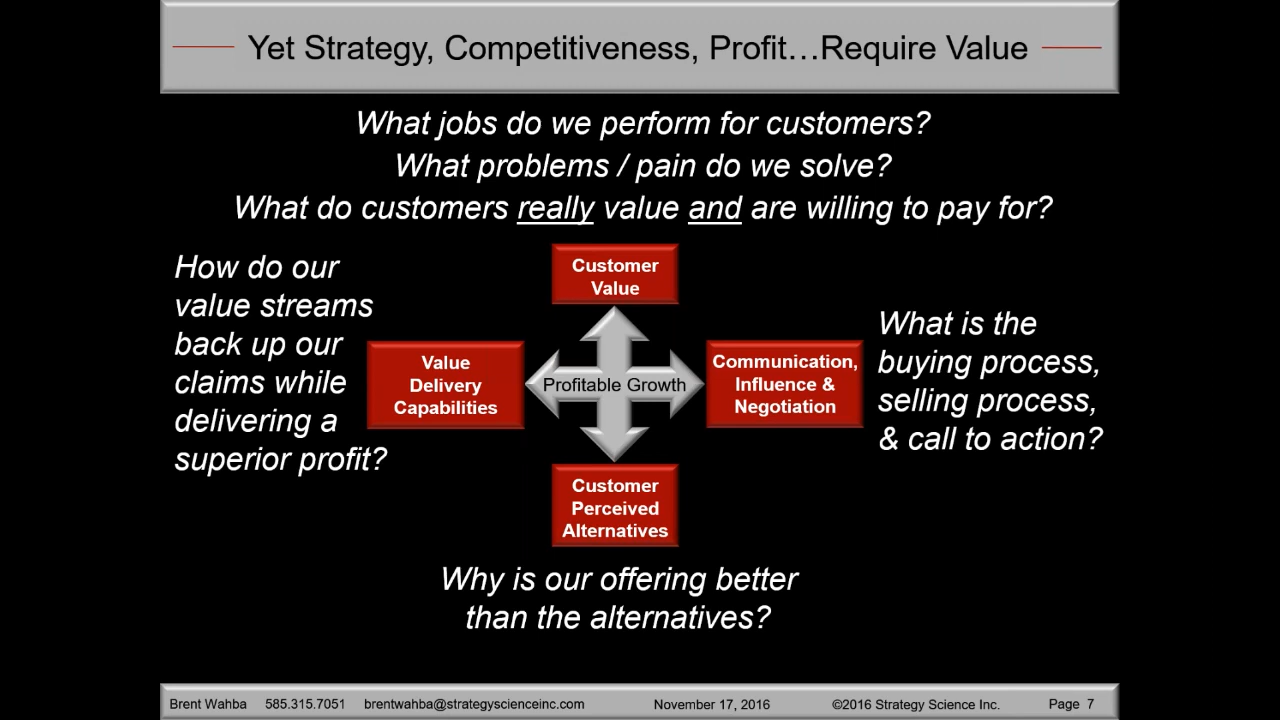 Yet Strategy, Competitiveness, Profit…Require Value
What jobs do we perform for customers?
What problems / pain do we solve?
What do customers really value and are willing to pay for?
How do our
value streams
back up our
claims while
delivering a
superior profit?
Customer
Value
Value
Delivery
Capabilities
Profitable Growth
Communication,
Influence &
Negotiation
What is the
buying process,
selling process,
& call to action?
Customer
Perceived
Alternatives
Why is our offering better
than the alternatives?
Brent Wahba 585.315.7051 brentwahba@strategyscienceinc.com November 17, 2016 ©2016 Strategy Science Inc. Page 7